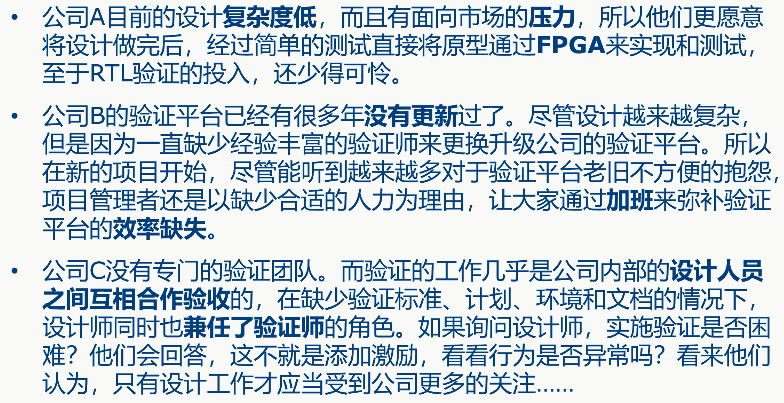 • 公司A目前的设计复杂度低，而且有面向市场的压力，所以他们更愿意
将设计做完后，经过简单的测试直接将原型通过FPGA来实现和测试，
至于RTL验证的投入，还少得可怜。
• 公司B的验证平台已经有很多年没有更新过了。尽管设计越来越复杂，
但是因为一直缺少经验丰富的验证师来更换升级公司的验证平台。所以
在新的项目开始，尽管能听到越来越多对于验证平台老旧不方便的抱怨，
项目管理者还是以缺少合适的人力为理由，让大家通过加班来弥补验证
平台的效率缺失。
• 公司C没有专门的验证团队。而验证的工作几乎是公司内部的设计人员
之间互相合作验收的，在缺少验证标准、计划、环境和文档的情况下，
设计师同时也兼任了验证师的角色。如果询问设计师，实施验证是否困
难？他们会回答，这不就是添加激励，看看行为是否异常吗？看来他们
认为，只有设计工作才应当受到公司更多的关注......